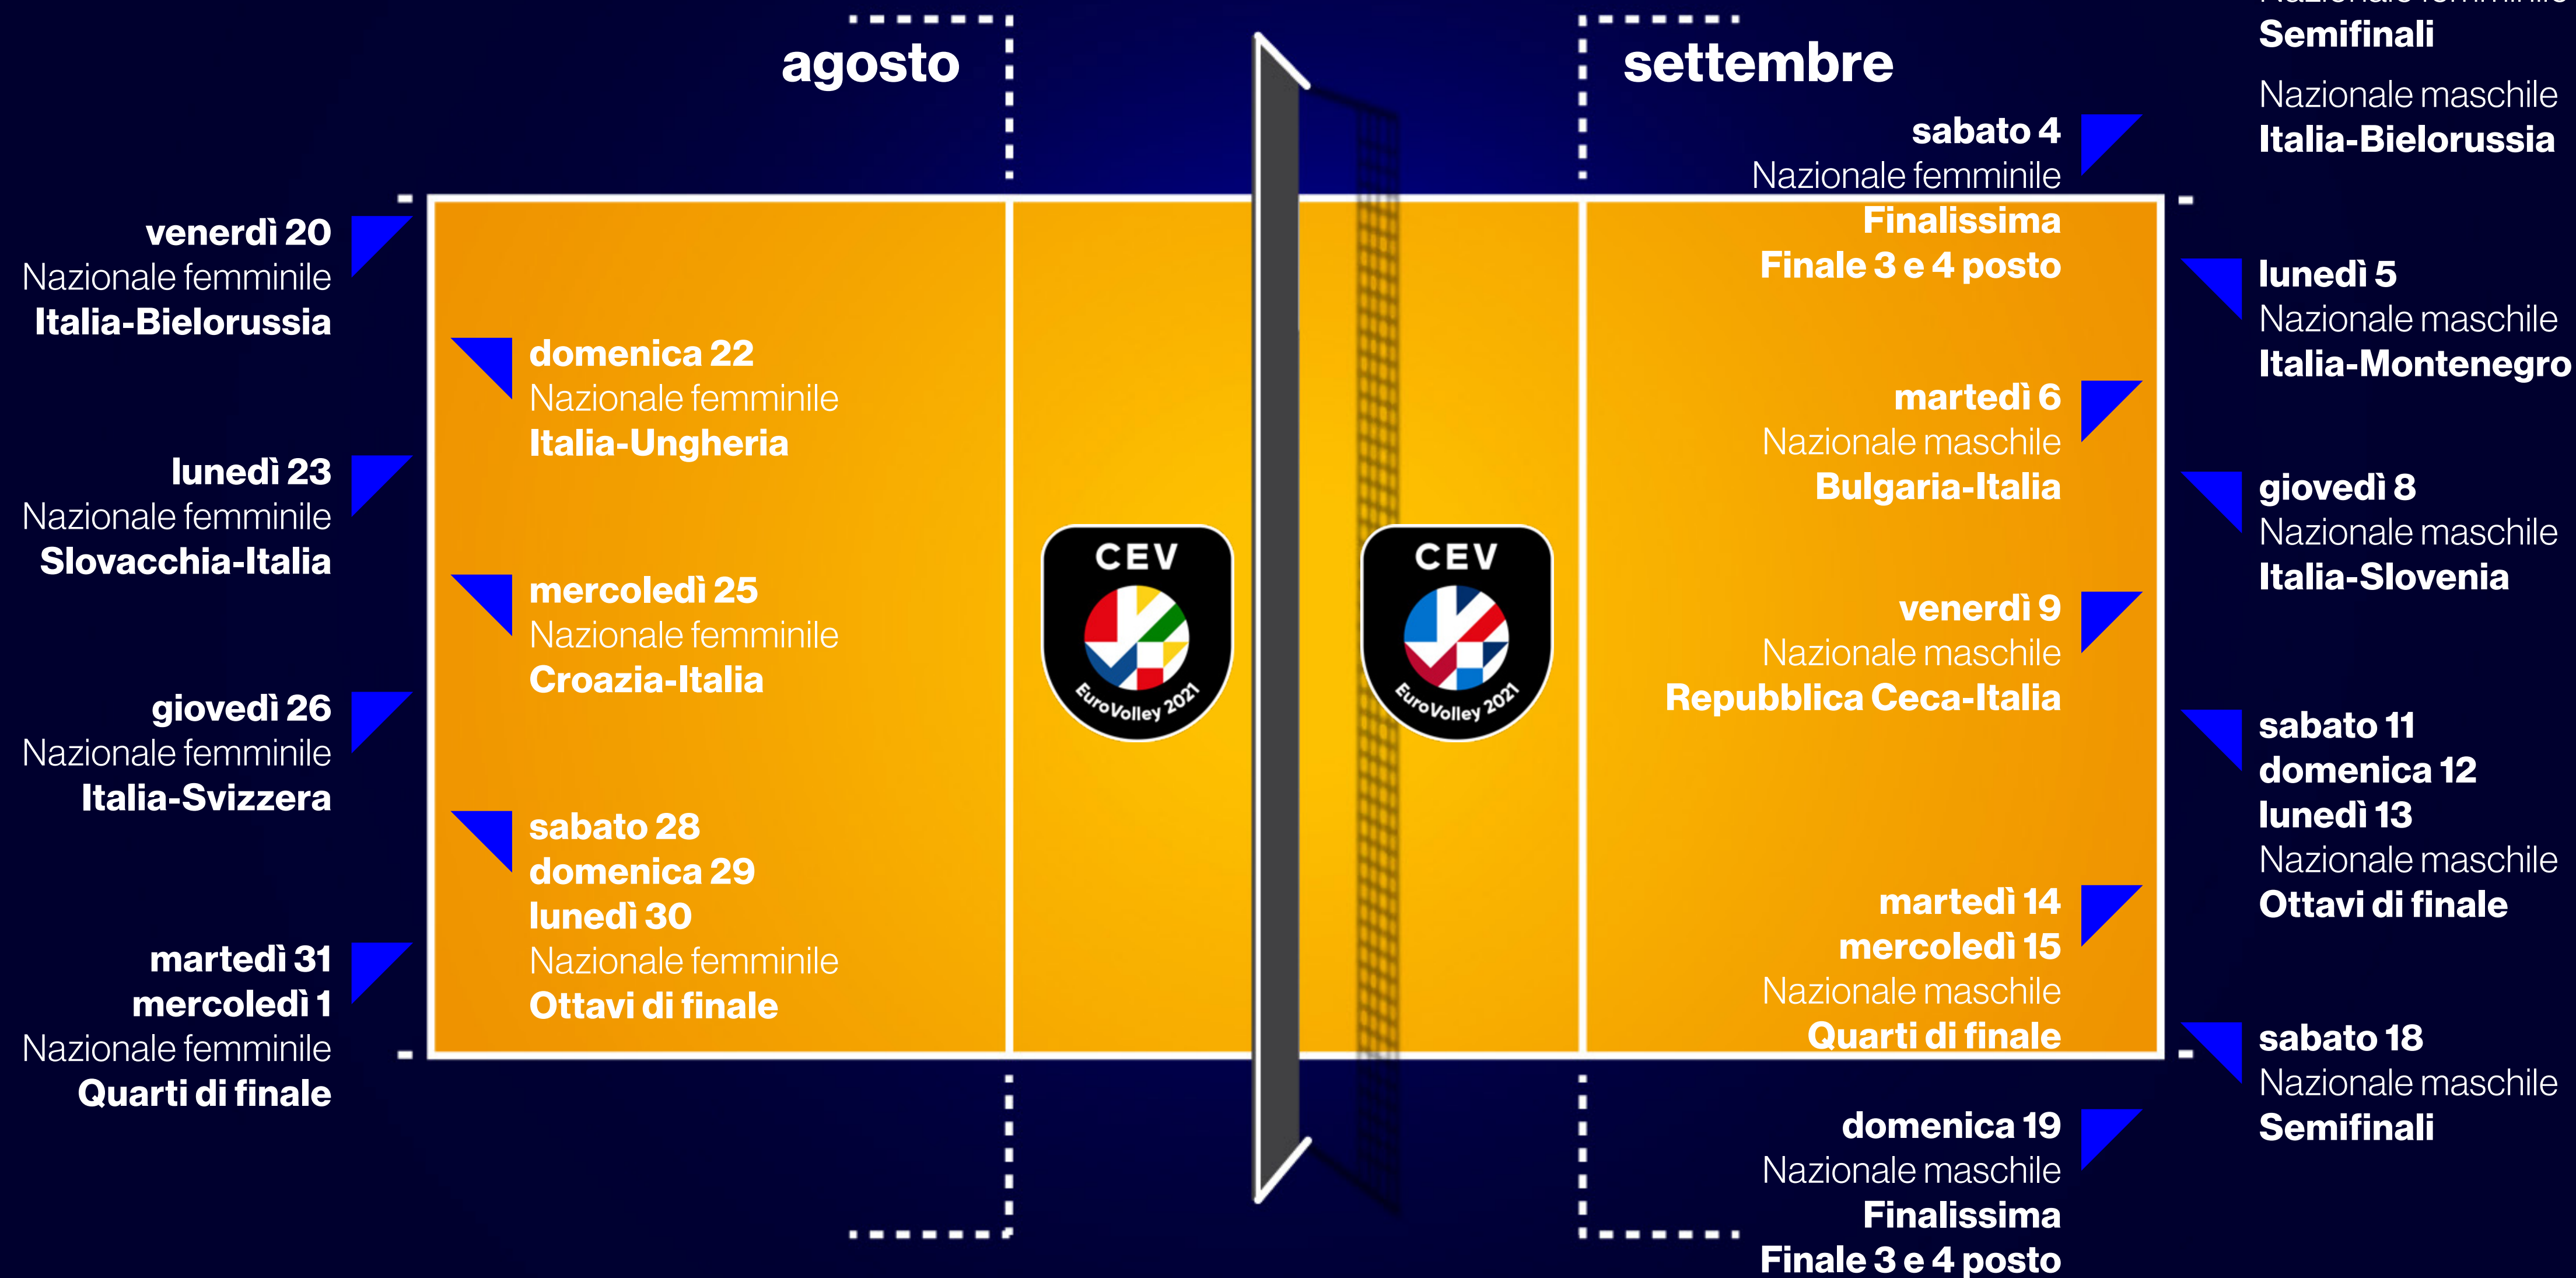 agosto
venerdì 20
Nazionale femminile
Italia-Bielorussia
domenica 22
Nazionale femminile
Italia-Ungheria
lunedì 23
Nazionale femminile
Slovacchia-Italia
mercoledì 25
Nazionale femminile
Croazia-Italia
giovedì 26
Nazionale femminile
Italia-Svizzera
sabato 28
domenica 29
lunedì 30
Nazionale femminile
Ottavi di finale
martedì 31
mercoledì 1
Nazionale femminile
Quarti di finale
CEV
EuroVolley 2021
CEV
EuroVolley 2021
settembre
Nazionale femminile
Semifinali
Nazionale maschile
Italia-Bielorussia
sabato 4
Nazionale femminile
Finalissima
Finale 3 e 4 posto
lunedì 5
Nazionale maschile
Italia-Montenegro
martedì 6
Nazionale maschile
Bulgaria-Italia
giovedì 8
Nazionale maschile
Italia-Slovenia
venerdì 9
Nazionale maschile
Repubblica Ceca-Italia
sabato 11
domenica 12
lunedì 13
Nazionale maschile
Ottavi di finale
martedì 14
mercoledì 15
Nazionale maschile
Quarti di finale
sabato 18
Nazionale maschile
Semifinali
domenica 19
Nazionale maschile
Finalissima
Finale 3 e 4 posto